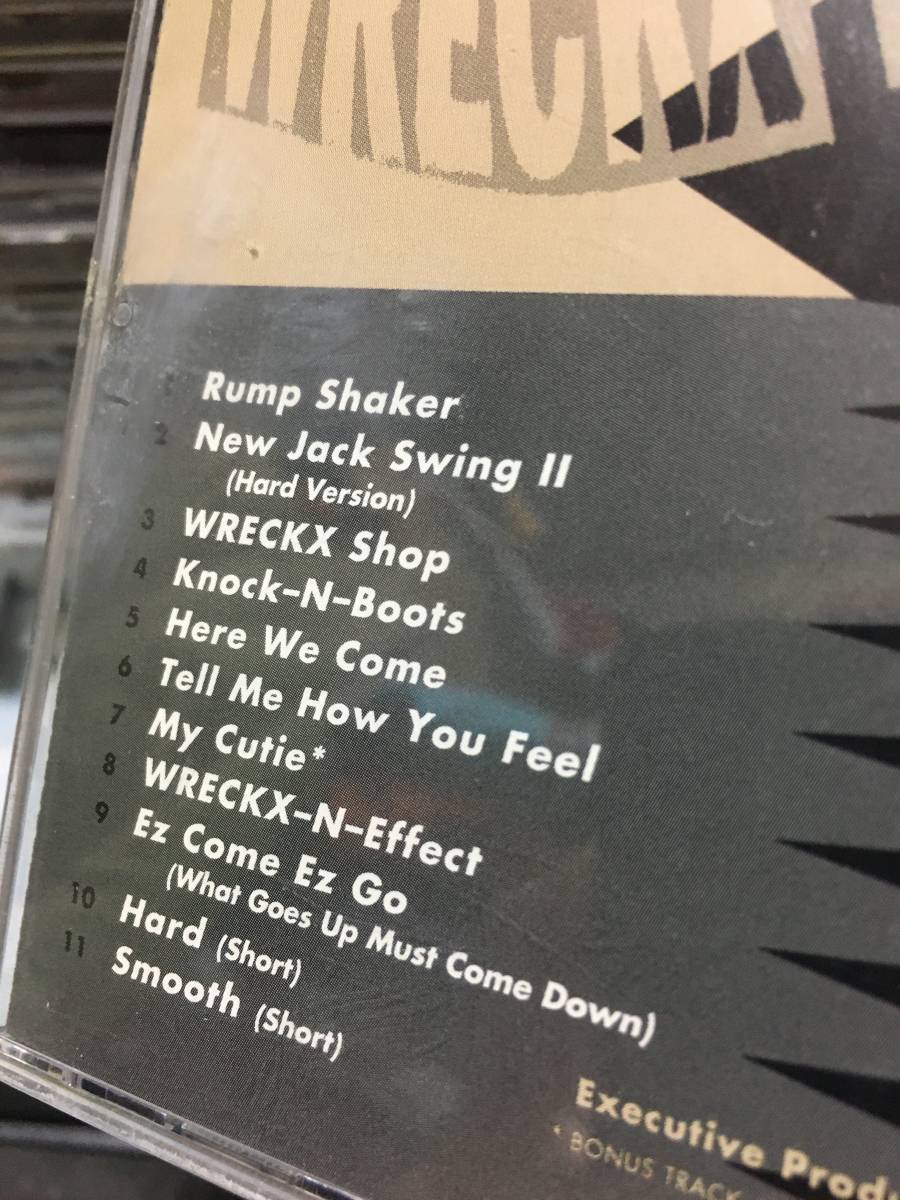 WRECKX
1 Rump Shaker
2 New Jack Swing II
(Hard Version)
3 WRECKX Shop
4 Knock-N-Boots
5 Here We Come
6 Tell Me How You Feel
7 My Cutie*
8 WRECKX-N-Effect
9 Ez Come Ez Go
(What Goes Up Must Come Down)
10 Hard (Short)
11 Smooth (Short)
Executive
* BONUS